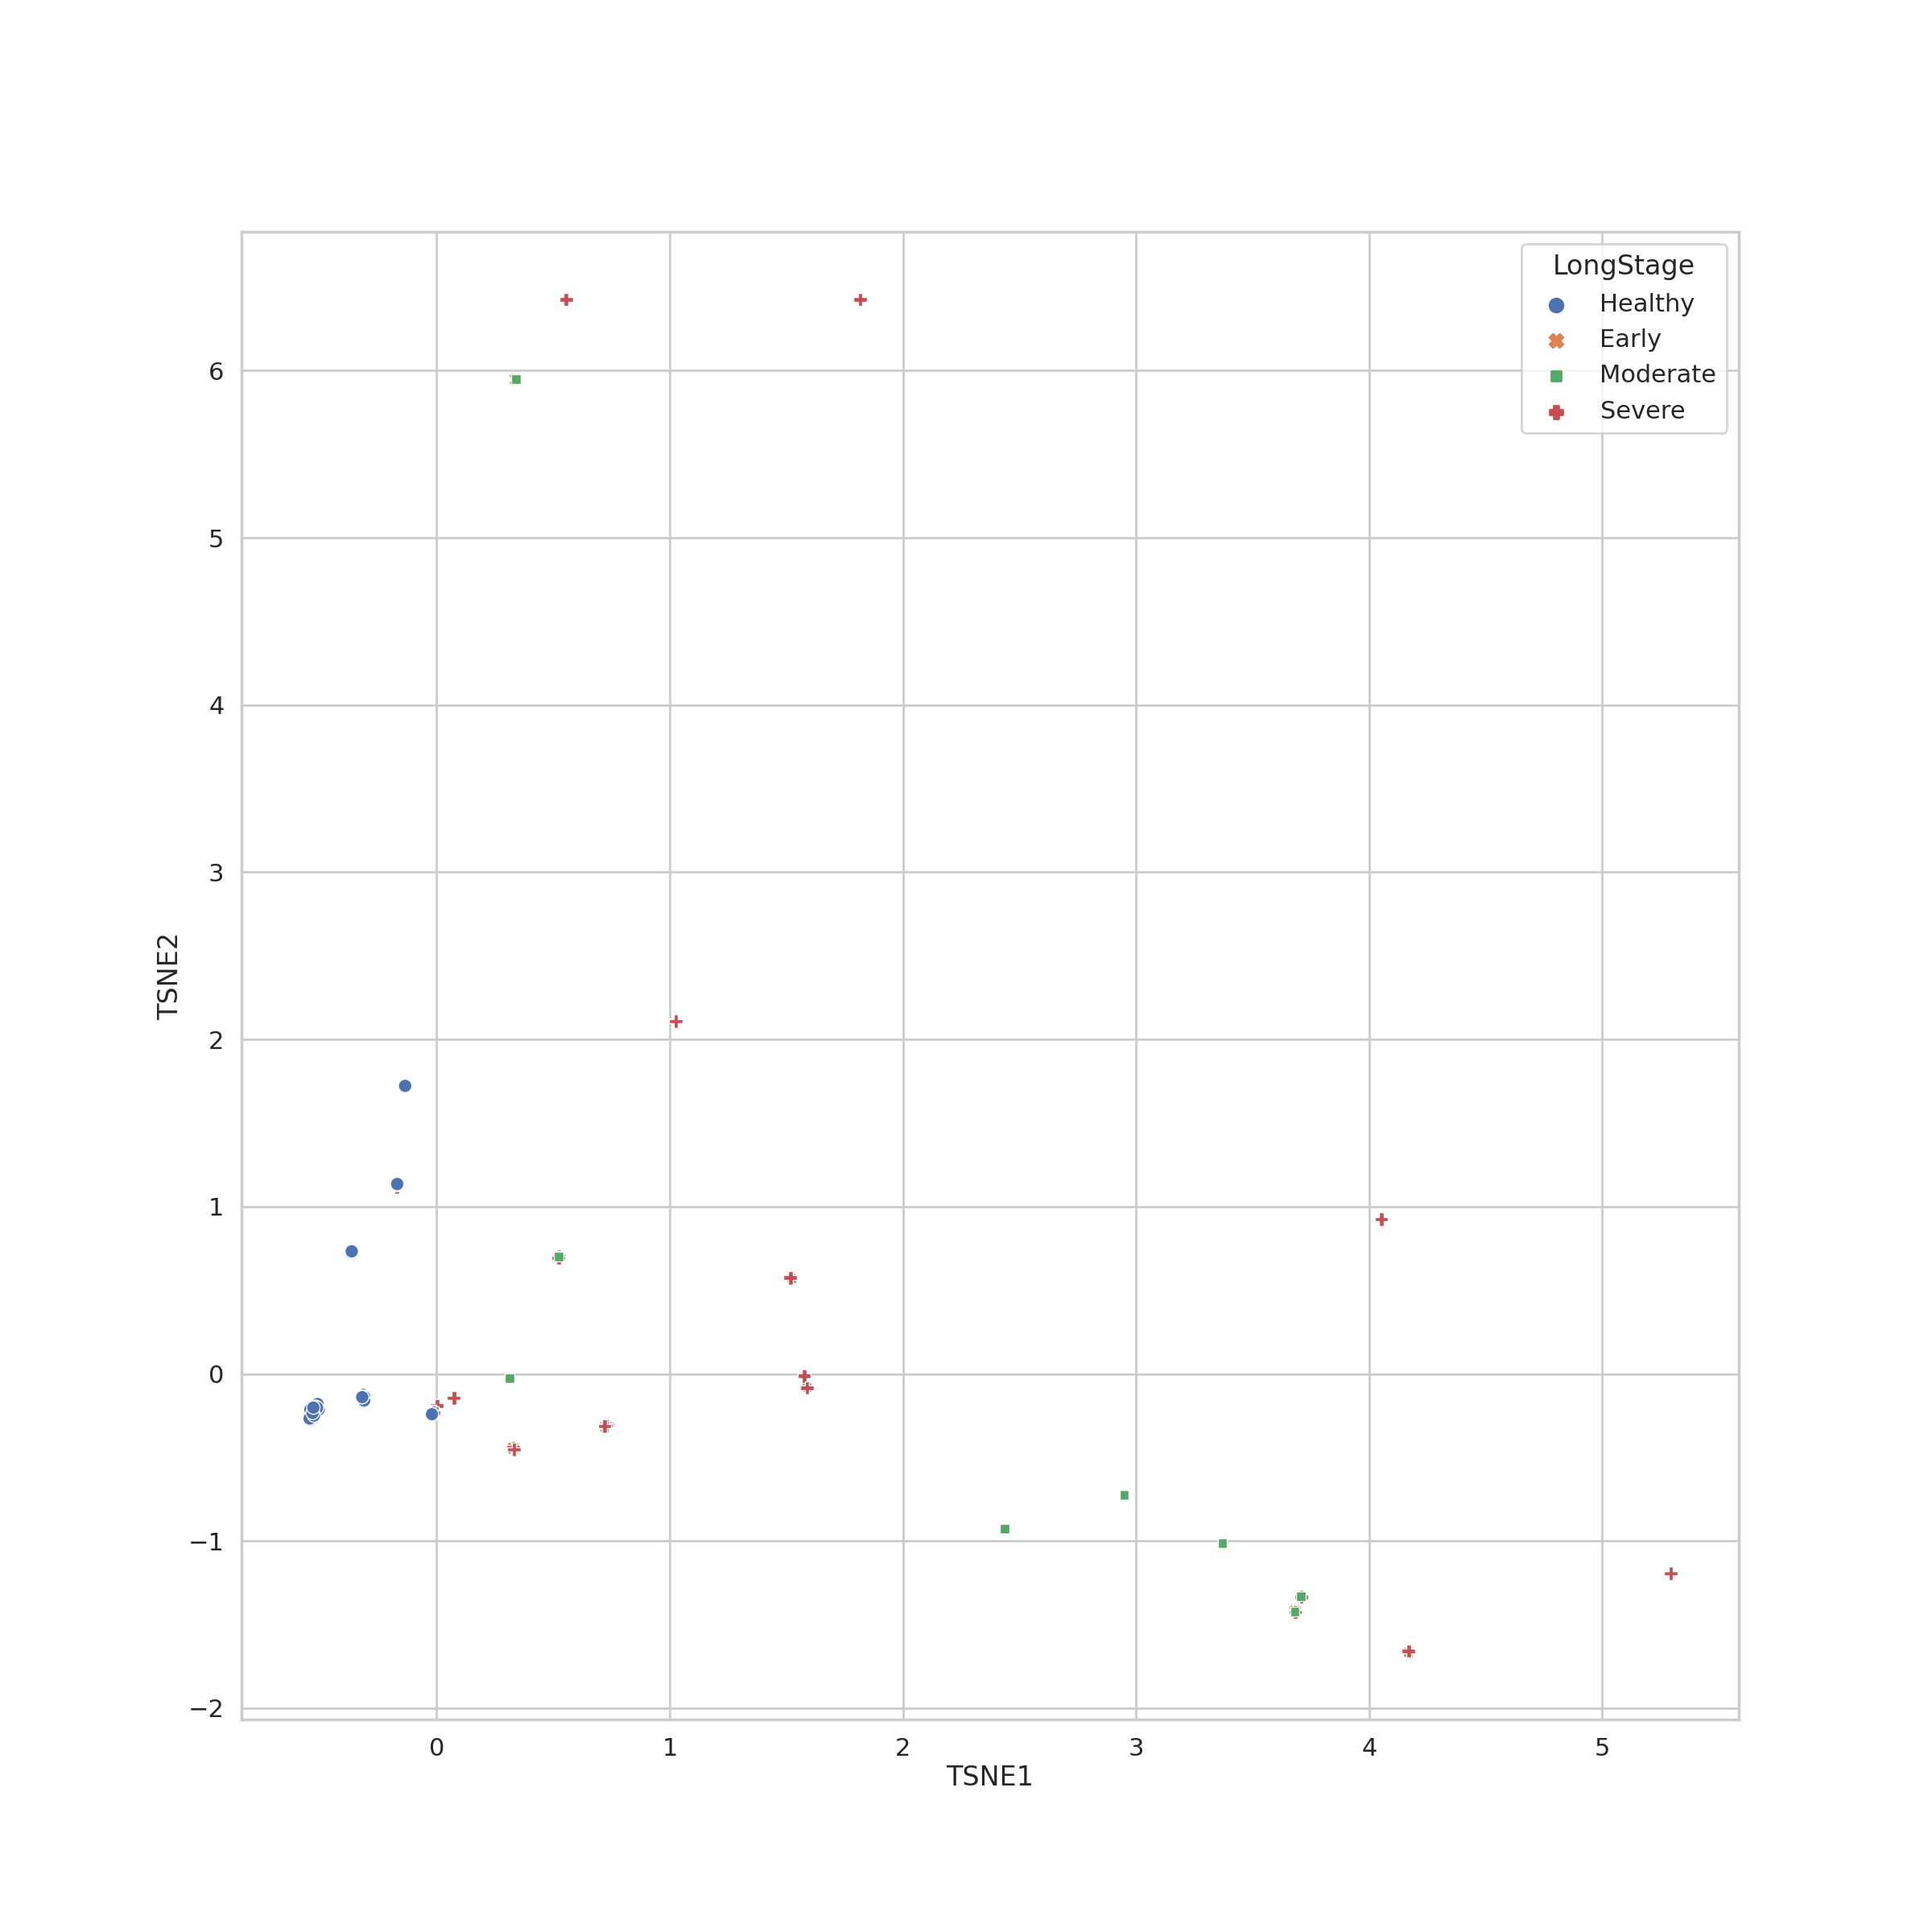 LongStage
Healthy
Early
Moderate
Severe
6
5
4
3
2
1
0
−1
−2
TSNE2
0 1 2 3 4 5
TSNE1